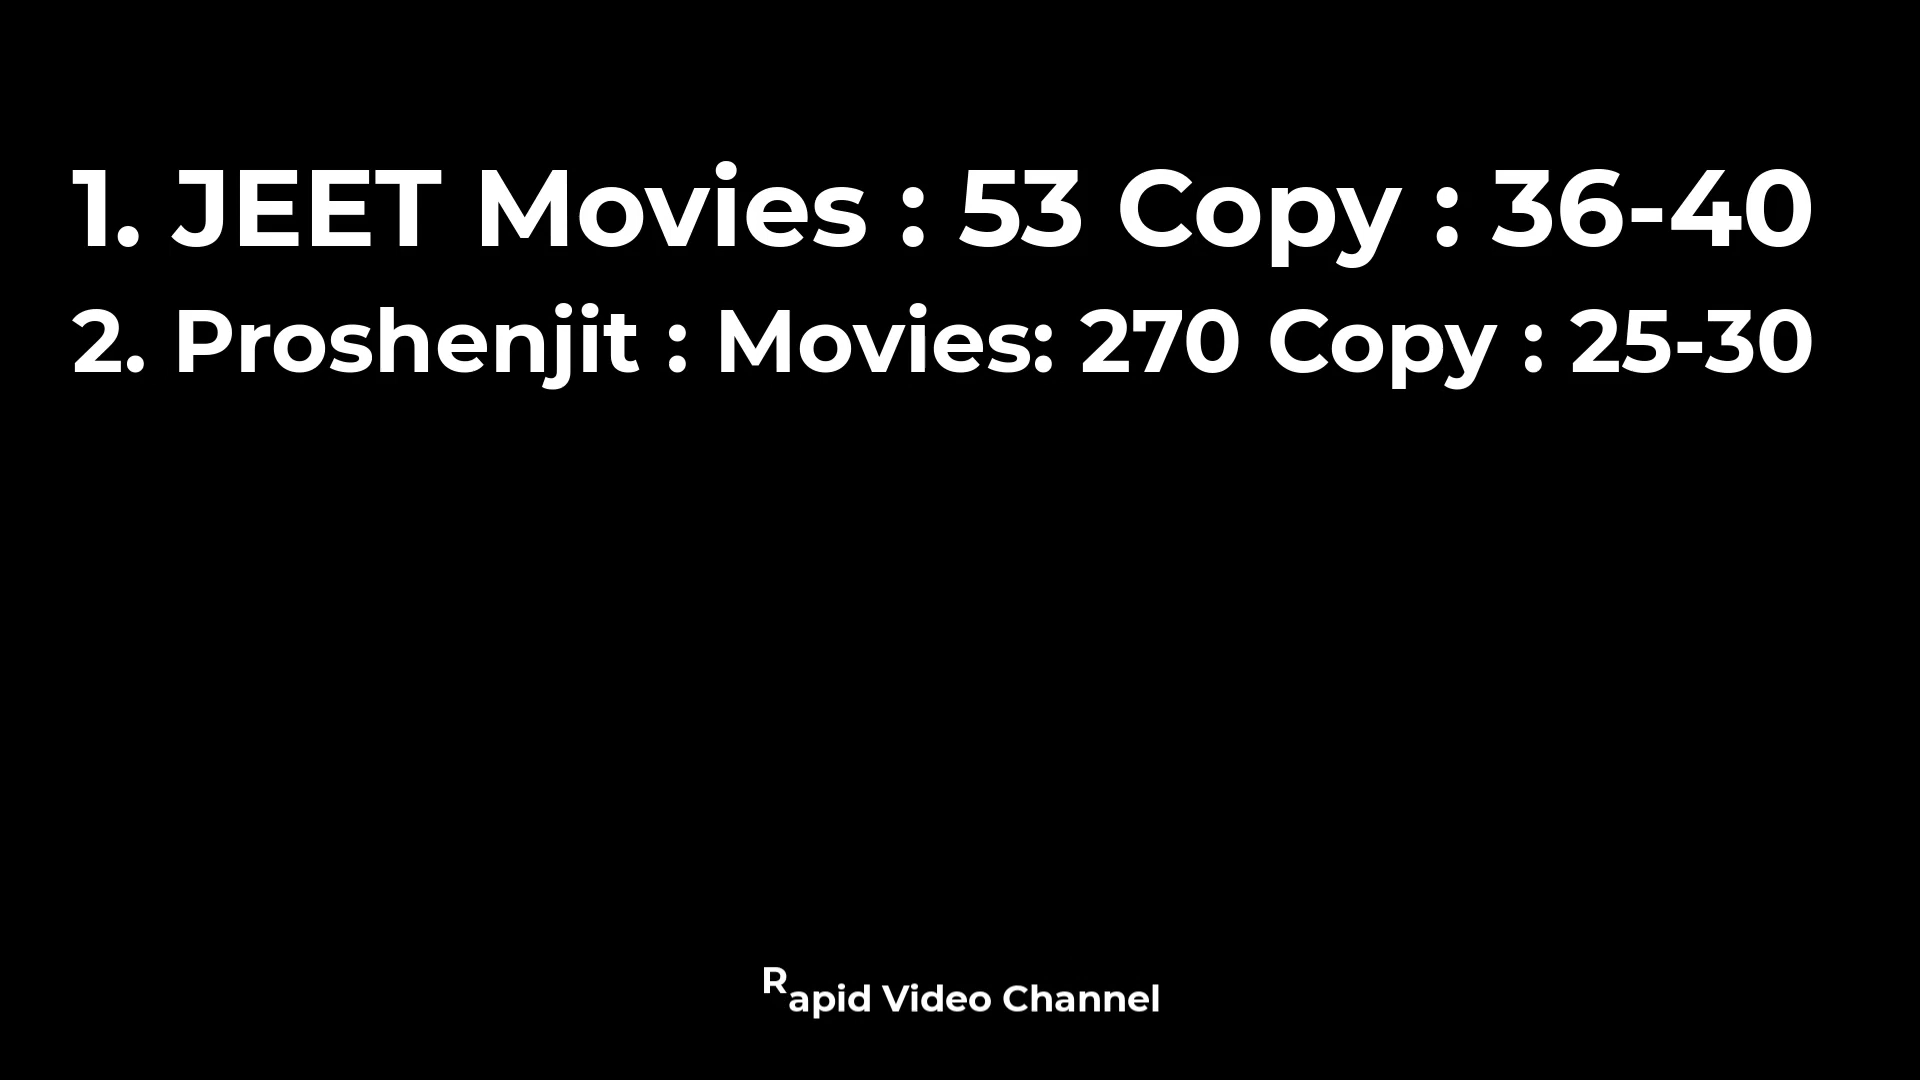 1. JEET Movies : 53 Copy : 36-40
2. Proshenjit : Movies: 270 Copy : 25-30
Rapid Video Channel